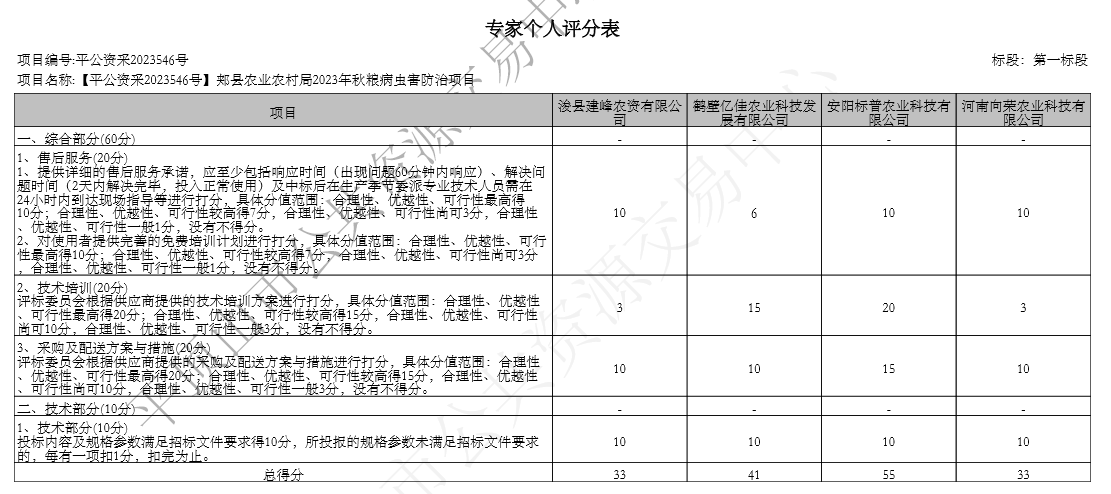 专家个人评分表
项目编号:平公资采2023546号
标段：第一标段
项目名称:【平公资采2023546号】郏县农业农村局2023年秋粮病虫害防治项目
项目
浚县建峰农资有限公
司
鹤壁亿佳农业科技发
展有限公司
安阳标普农业科技有
限公司
河南向荣农业科技有
限公司
一、综合部分(60分)
-
-
-
-
1、售后服务(20分)
1、提供详细的售后服务承诺，应至少包括响应时间（出现问题60分钟内响应）、解决问
题时间（2天内解决完毕，投入正常使用）及中标后在生产季节委派专业技术人员需在
24小时内到达现场指导等进行打分，具体分值范围：合理性、优越性、可行性最高得
10分；合理性、优越性、可行性较高得7分，合理性、优越性、可行性尚可3分，合理性
、优越性、可行性一般1分，没有不得分。
2、对使用者提供完善的免费培训计划进行打分，具体分值范围：合理性、优越性、可行
性最高得10分；合理性、优越性、可行性较高得7分，合理性、优越性、可行性尚可3分
，合理性、优越性、可行性一般1分，没有不得分。
10
6
10
10
2、技术培训(20分)
评标委员会根据供应商提供的技术培训方案进行打分，具体分值范围：合理性、优越性
、可行性最高得20分；合理性、优越性、可行性较高得15分，合理性、优越性、可行性
尚可10分，合理性、优越性、可行性一般3分，没有不得分。
3
15
20
3
3、采购及配送方案与措施(20分)
评标委员会根据供应商提供的采购及配送方案与措施进行打分，具体分值范围：合理性
、优越性、可行性最高得20分；合理性、优越性、可行性较高得15分，合理性、优越性
、可行性尚可10分，合理性、优越性、可行性一般3分，没有不得分。
10
10
15
10
二、技术部分(10分)
-
-
-
-
1、技术部分(10分)
投标内容及规格参数满足招标文件要求得10分，所投报的规格参数未满足招标文件要求
的，每有一项扣1分，扣完为止。
10
10
10
10
总得分
33
41
55
33
平顶山市公共资源交易中
市公共资源交易中心